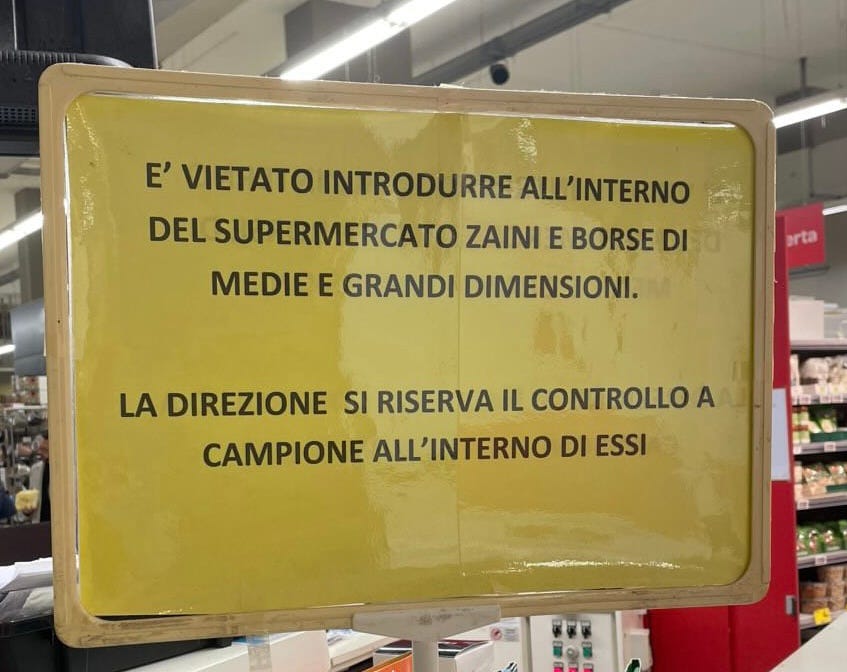 E' VIETATO INTRODURRE ALL'INTERNO
DEL SUPERMERCATO ZAINI E BORSE DI
MEDIE E GRANDI DIMENSIONI.
LA DIREZIONE SI RISERVA IL CONTROLLO A
CAMPIONE ALL'INTERNO DI ESSI
erta